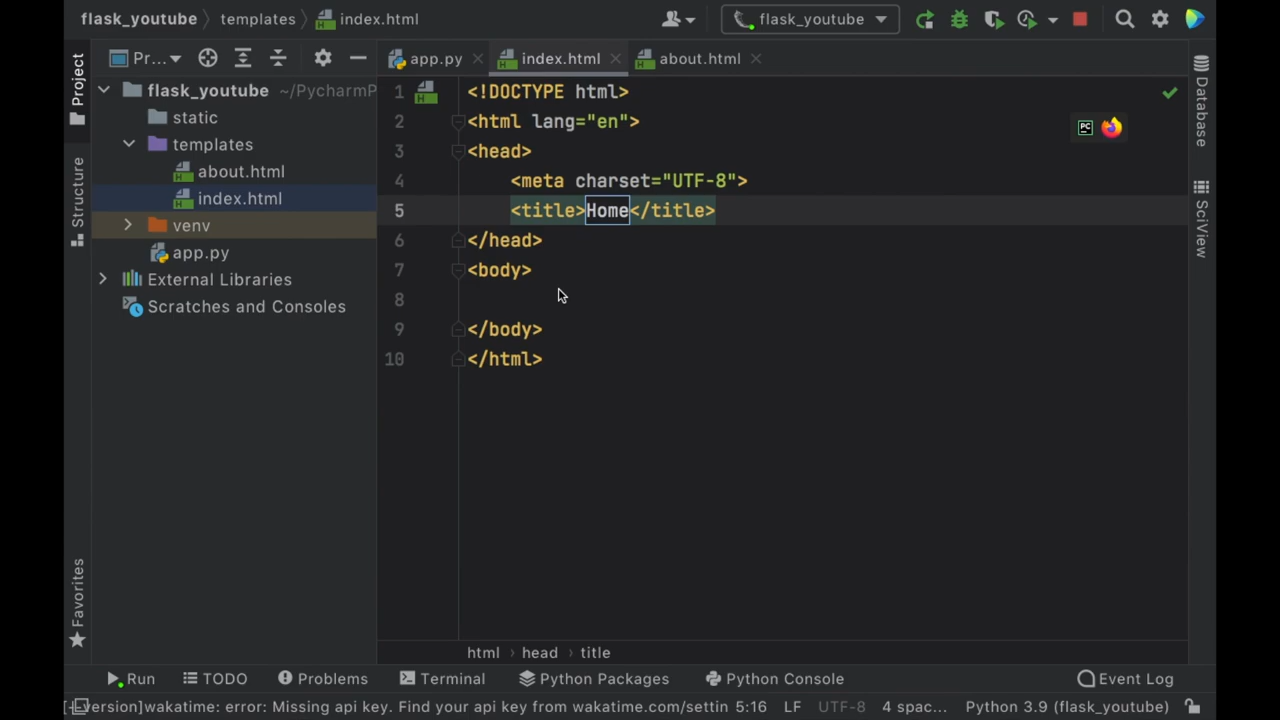 flask_youtube templates index.html flask_youtube
Project Pr... app.py index.html about.html
flask_youtube ~/PycharmP
static
templates
about.html
index.html
venv
app.py
External Libraries
Scratches and Consoles
Structure
Favorites
1 <!DOCTYPE html>
2 <html lang="en">
3 <head>
4 <meta charset="UTF-8">
5 <title>Home</title>
6 </head>
7 <body>
8
9 </body>
10 </html>
Database
SciView
html › head › title
Run TODO Problems Terminal Python Packages Python Console Event Log
version]wakatime: error: Missing api key. Find your api key from wakatime.com/settin 5:16 LF UTF-8 4 spac... Python 3.9 (flask_youtube)